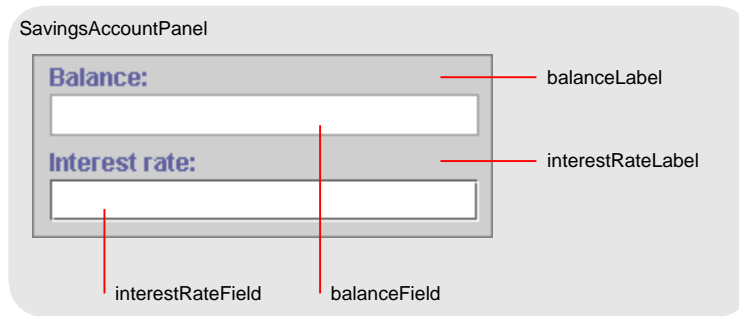 SavingsAccountPanel
Balance:
balanceLabel
Interest rate:
interestRateLabel
interestRateField
balanceField